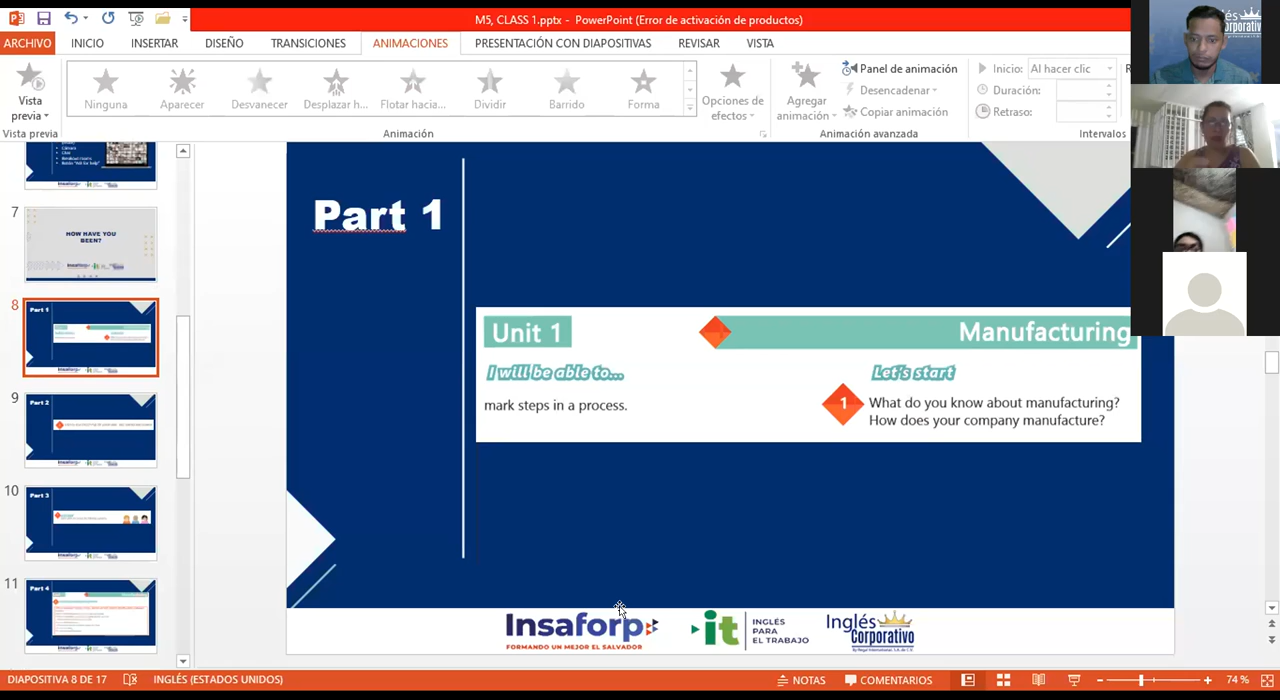 M5, CLASS 1.pptx - PowerPoint (Error de activación de productos)
ARCHIVO INICIO INSERTAR DISEÑO TRANSICIONES ANIMACIONES PRESENTACIÓN CON DIAPOSITIVAS REVISAR VISTA
Vista previa
Ninguna Aparecer Desvanecer Desplazar h... Flotar hacia... Dividir Barrido Forma
Opciones de efectos
Agregar animación
Panel de animación
Desencadenar
Copiar animación
Inicio: Al hacer clic
Duración:
Retraso:
Vista previa Animación Animación avanzada Intervalos
7
HOW HAVE YOU
BEEN?
8
Part 1
9
Part 2
10
Part 3
11
Part 4
Part 1
Unit 1
Manufacturing
I will be able to...
Let's start
mark steps in a process.
1
What do you know about manufacturing?
How does your company manufacture?
Insaforp
FORMANDO UN MEJOR EL SALVADOR
it
INGLÉS
PARA
EL TRABAJO
Inglés
Corporativo
DIAPOSITIVA 8 DE 17 INGLÉS (ESTADOS UNIDOS) NOTAS COMENTARIOS 74 %